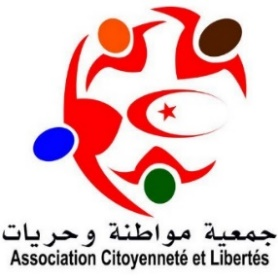 جمعية مواطنة وحريات
Association Citoyenneté et Libertés